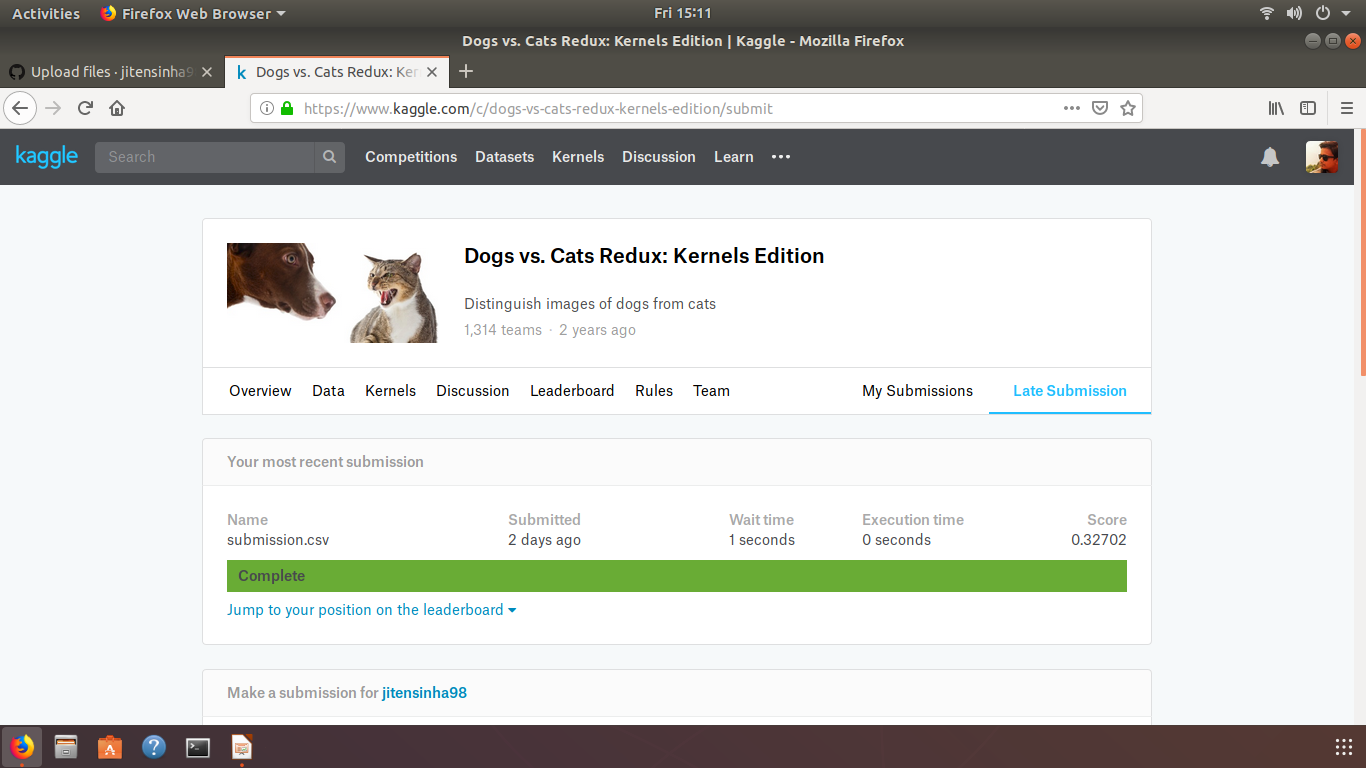 Activities Firefox Web Browser Fri 15:11
Dogs vs. Cats Redux: Kernels Edition | Kaggle - Mozilla Firefox
Upload files · jitensinha9 Dogs vs. Cats Redux: Ker
https://www.kaggle.com/c/dogs-vs-cats-redux-kernels-edition/submit
kaggle Search Competitions Datasets Kernels Discussion Learn
Dogs vs. Cats Redux: Kernels Edition
Distinguish images of dogs from cats
1,314 teams · 2 years ago
Overview Data Kernels Discussion Leaderboard Rules Team My Submissions Late Submission
Your most recent submission
Name Submitted Wait time Execution time Score
submission.csv 2 days ago 1 seconds 0 seconds 0.32702
Complete
Jump to your position on the leaderboard
Make a submission for jitensinha98